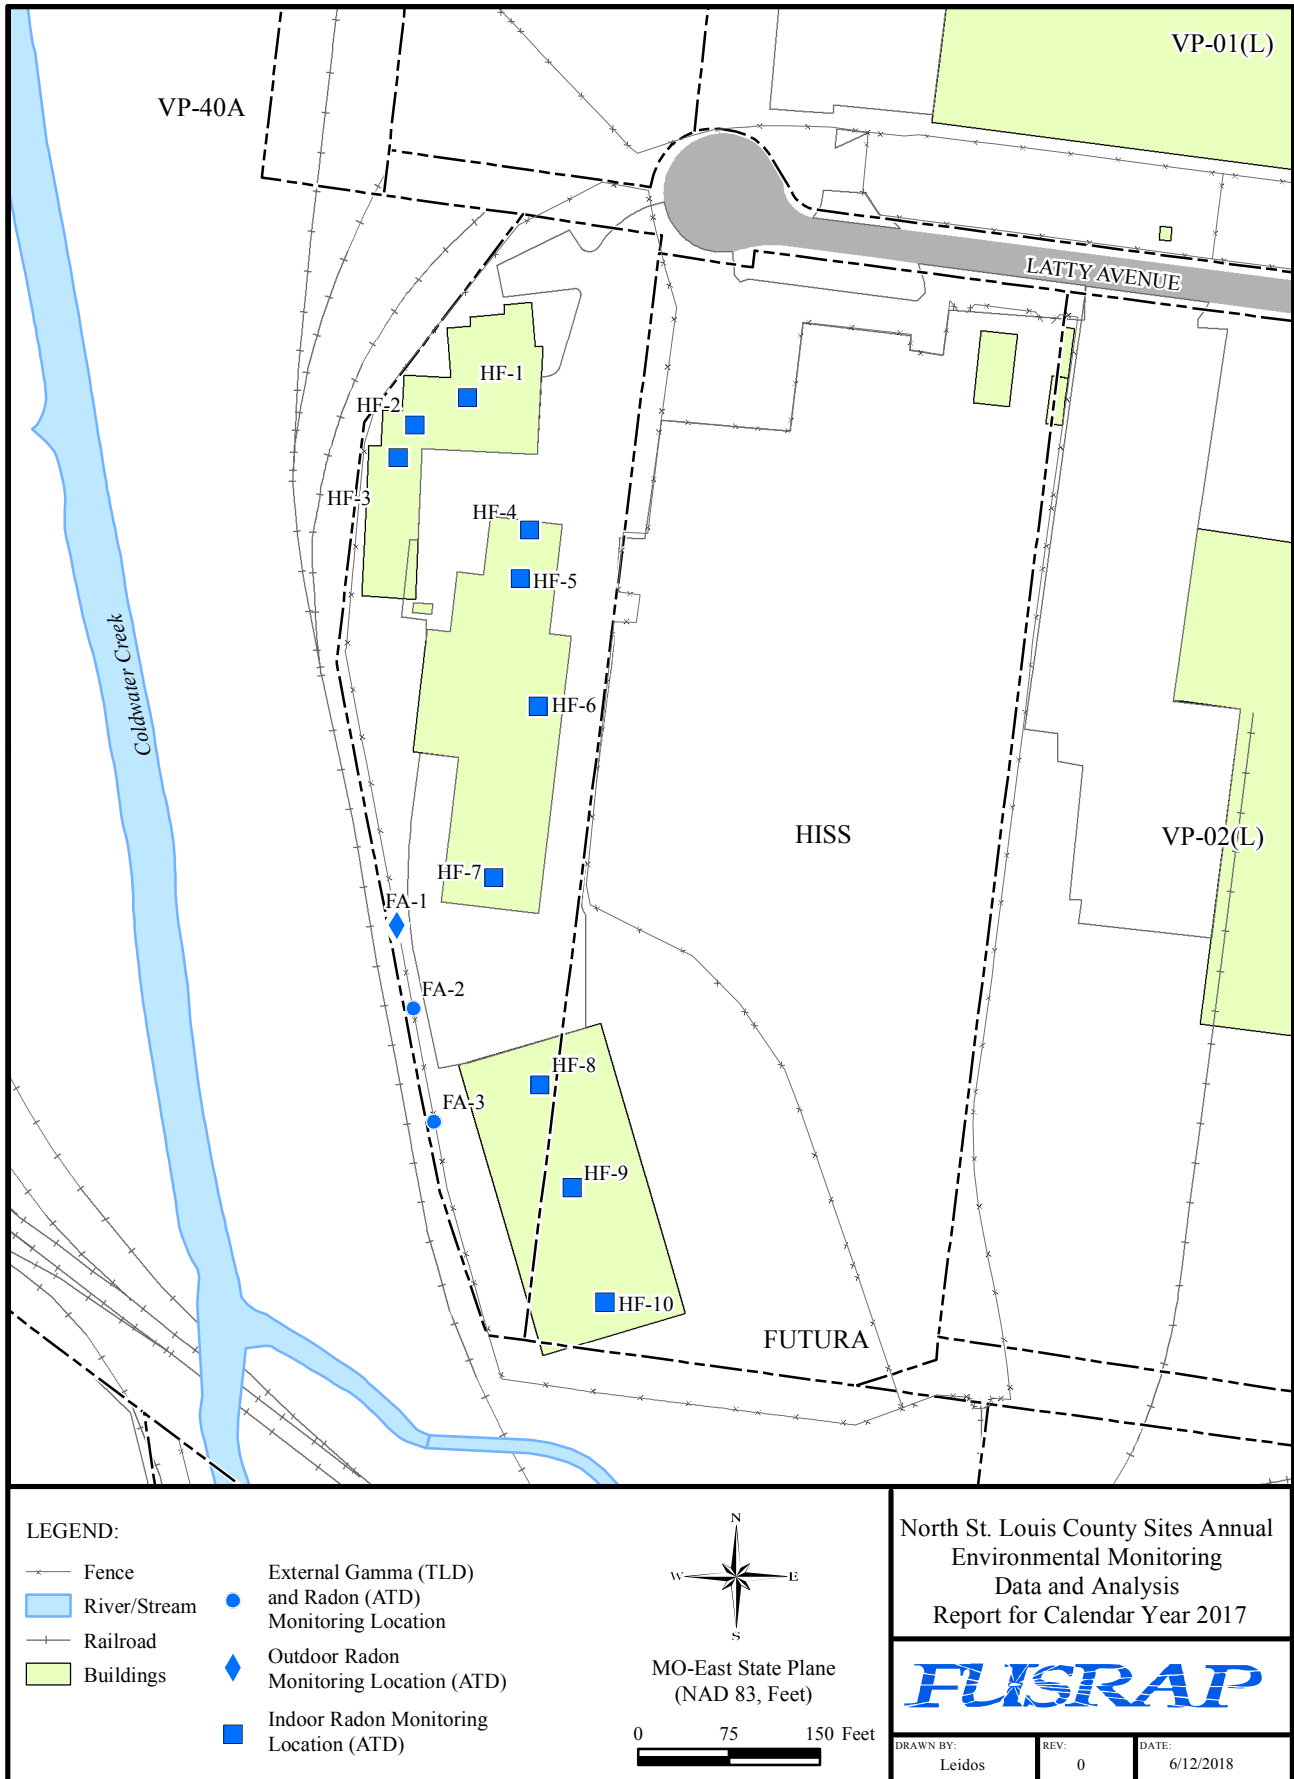 VP-01(L)
VP-40A
LATTY AVENUE
HF-1
HF-2
HF-3
HF-4
HF-5
Coldwater Creek
HF-6
HISS
VP-02(L)
HF-7
FA-1
FA-2
HF-8
FA-3
HF-9
HF-10
FUTURA
LEGEND:
Fence
River/Stream
Railroad
Buildings
External Gamma (TLD)
and Radon (ATD)
Monitoring Location
Outdoor Radon
Monitoring Location (ATD)
Indoor Radon Monitoring
Location (ATD)
N
W E
S
MO-East State Plane
(NAD 83, Feet)
0 75 150 Feet
North St. Louis County Sites Annual
Environmental Monitoring
Data and Analysis
Report for Calendar Year 2017
FUSRAP
DRAWN BY:
Leidos
REV:
0
DATE:
6/12/2018